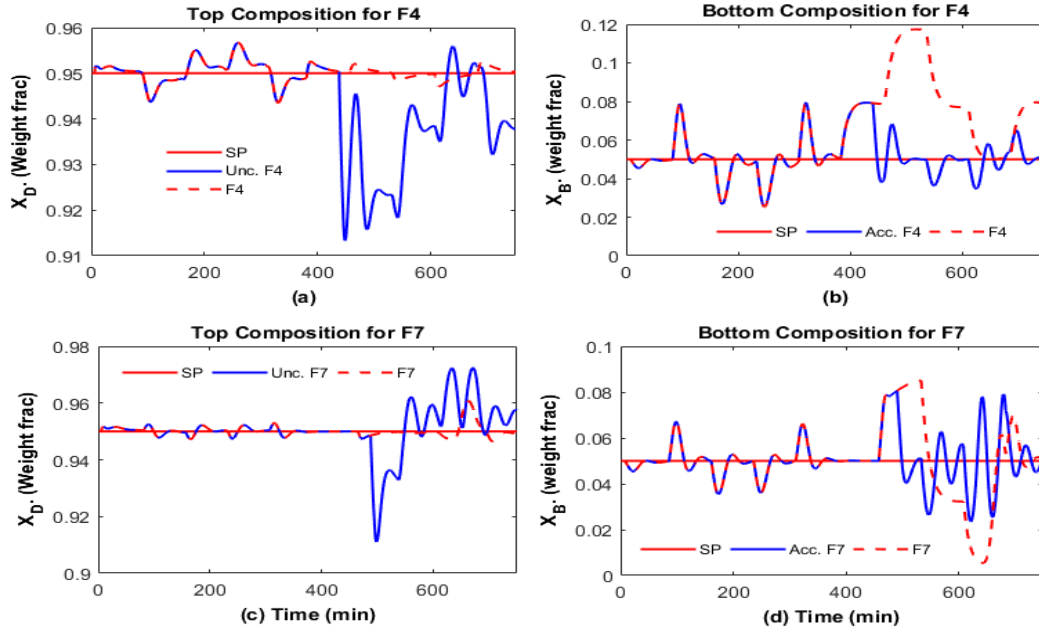 Top Composition for F4
0.96
0.95
0.94
0.93
0.92
0.91
X_D. (Weight frac)
SP
Unc. F4
F4
0
200
400
600
(a)
Bottom Composition for F4
0.12
0.10
0.08
0.06
0.04
0.02
0
X_B. (weight frac)
SP
Acc. F4
F4
0
200
400
600
(b)
Top Composition for F7
0.98
0.96
0.94
0.92
0.9
X_D. (Weight frac)
SP
Unc. F7
F7
0
200
400
600
(c) Time (min)
Bottom Composition for F7
0.1
0.08
0.06
0.04
0.02
0
X_B. (weight frac)
SP
Acc. F7
F7
0
200
400
600
(d) Time (min)